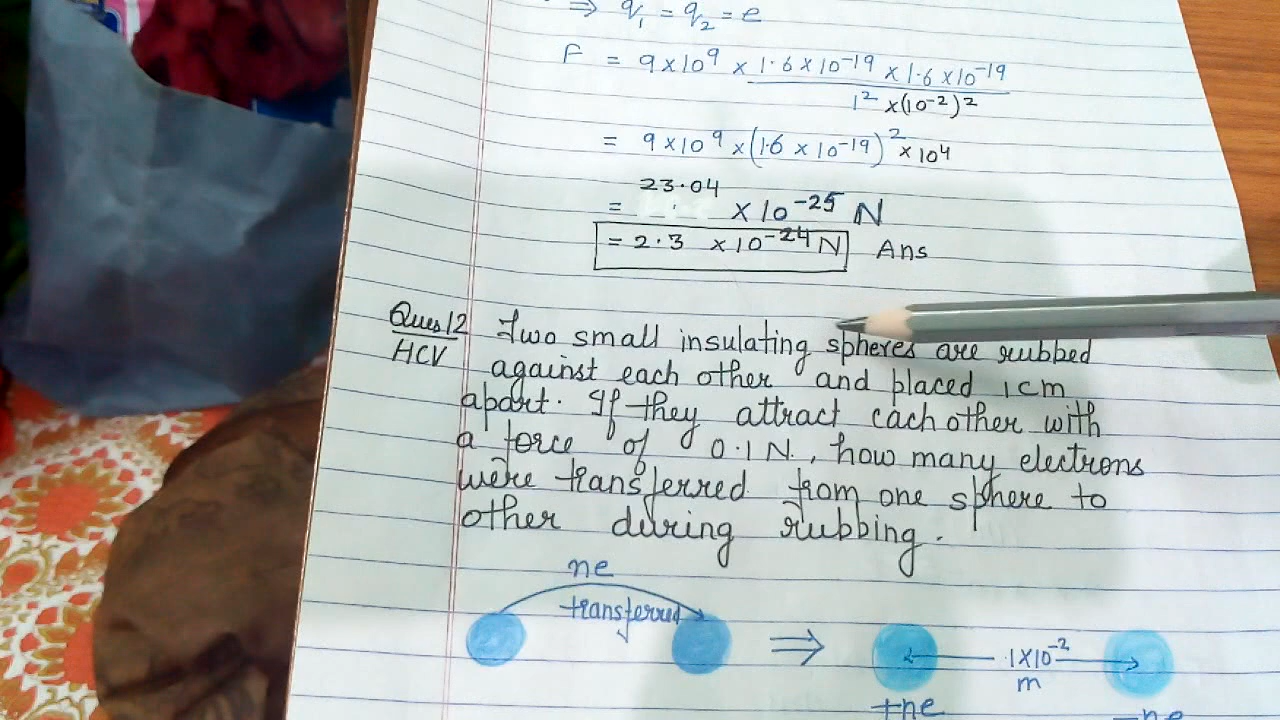 ⇒ q₁ = q₂ = e
F = 9×10⁹ × 1.6×10⁻¹⁹ × 1.6×10⁻¹⁹
1² ×(10⁻²)²
= 9×10⁹ ×(1.6 ×10⁻¹⁹)² ×10⁴
23.04
= ×10⁻²⁵ N
= 2.3 ×10⁻²⁴ N Ans
Ques 12 Two small insulating spheres are rubbed
HCV against each other and placed 1cm
apart. If they attract each other with
a force of 0.1N., how many electrons
were transferred from one sphere to
other during rubbing.
ne
transferred
⇒ 1×10⁻²
m
+ne -ne